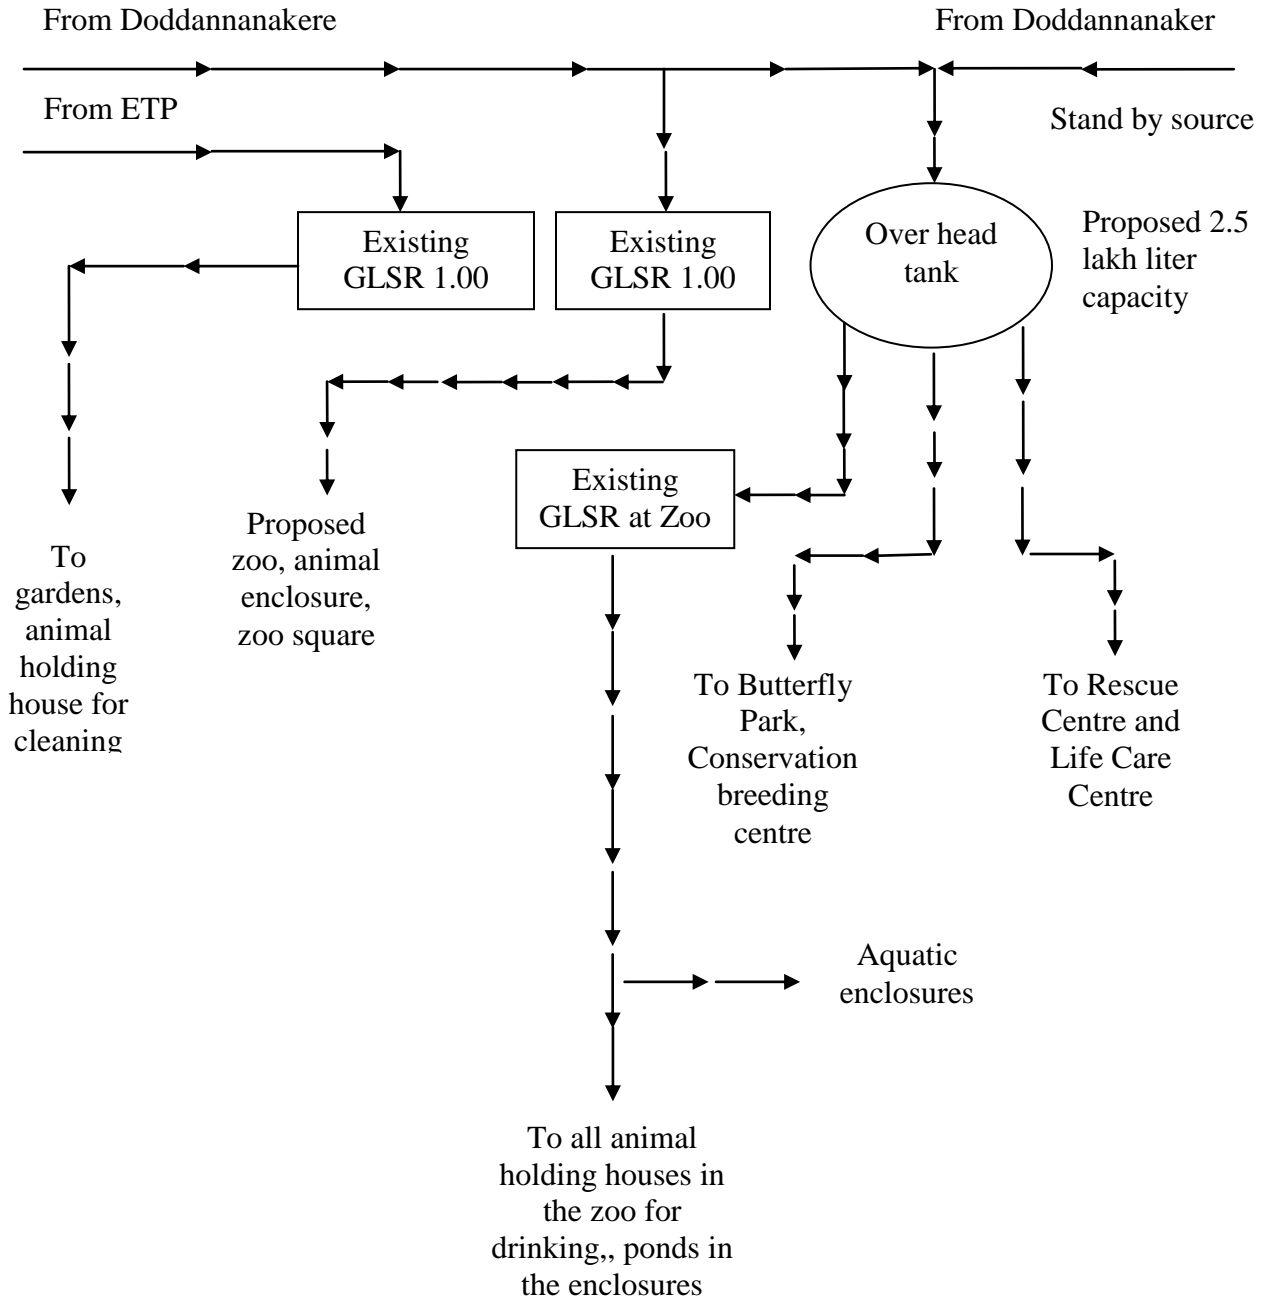 From Doddannanakere
From Doddannanaker
From ETP
Stand by source
Existing
GLSR 1.00
Existing
GLSR 1.00
Over head
tank
Proposed 2.5
lakh liter
capacity
Existing
GLSR at Zoo
Proposed
zoo, animal
enclosure,
zoo square
To
gardens,
animal
holding
house for
cleaning
To Butterfly
Park,
Conservation
breeding
centre
To Rescue
Centre and
Life Care
Centre
Aquatic
enclosures
To all animal
holding houses in
the zoo for
drinking,, ponds in
the enclosures